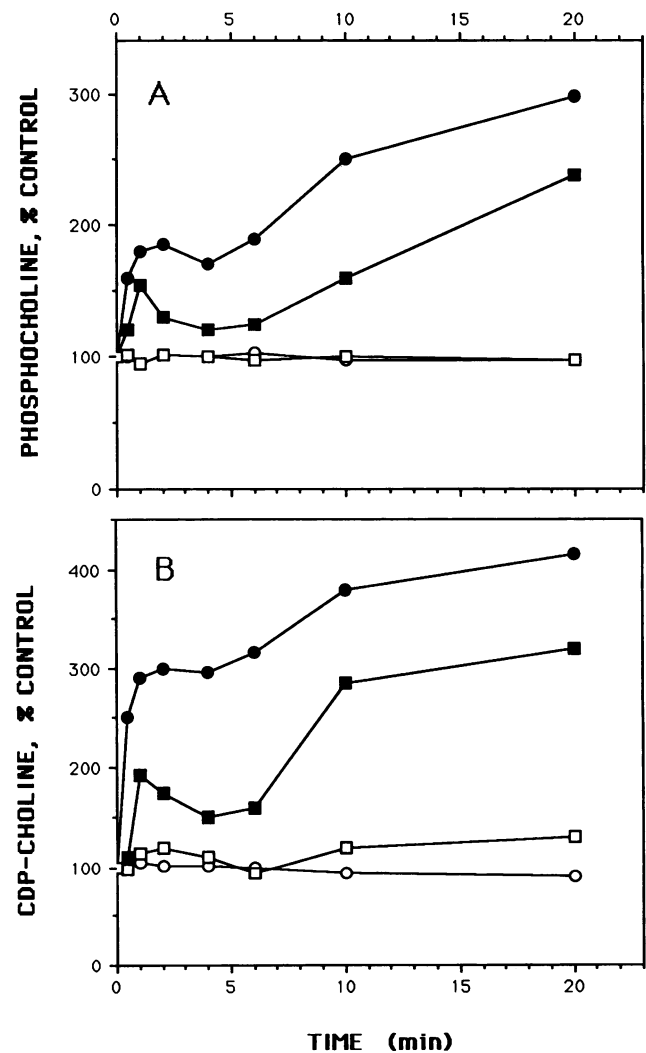 0 5 10 15 20
300
A
200
100
0
PHOSPHOCHOLINE, % CONTROL
400
B
300
200
100
0
CDP-CHOLINE, % CONTROL
0 5 10 15 20
TIME (min)